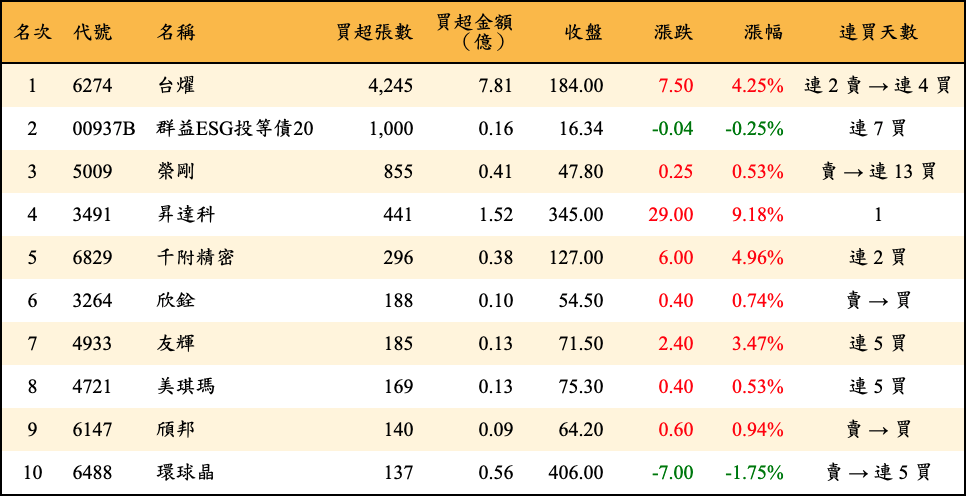 名次 代號 名稱 買超張數 買超金額（億） 收盤 漲跌 漲幅 連買天數
1 6274 台燿 4,245 7.81 184.00 7.50 4.25% 連 2 賣 → 連 4 買
2 00937B 群益ESG投等債20 1,000 0.16 16.34 -0.04 -0.25% 連 7 買
3 5009 榮剛 855 0.41 47.80 0.25 0.53% 賣 → 連 13 買
4 3491 昇達科 441 1.52 345.00 29.00 9.18% 1
5 6829 千附精密 296 0.38 127.00 6.00 4.96% 連 2 買
6 3264 欣銓 188 0.10 54.50 0.40 0.74% 賣 → 買
7 4933 友輝 185 0.13 71.50 2.40 3.47% 連 5 買
8 4721 美琪瑪 169 0.13 75.30 0.40 0.53% 連 5 買
9 6147 頎邦 140 0.09 64.20 0.60 0.94% 賣 → 買
10 6488 環球晶 137 0.56 406.00 -7.00 -1.75% 賣 → 連 5 買